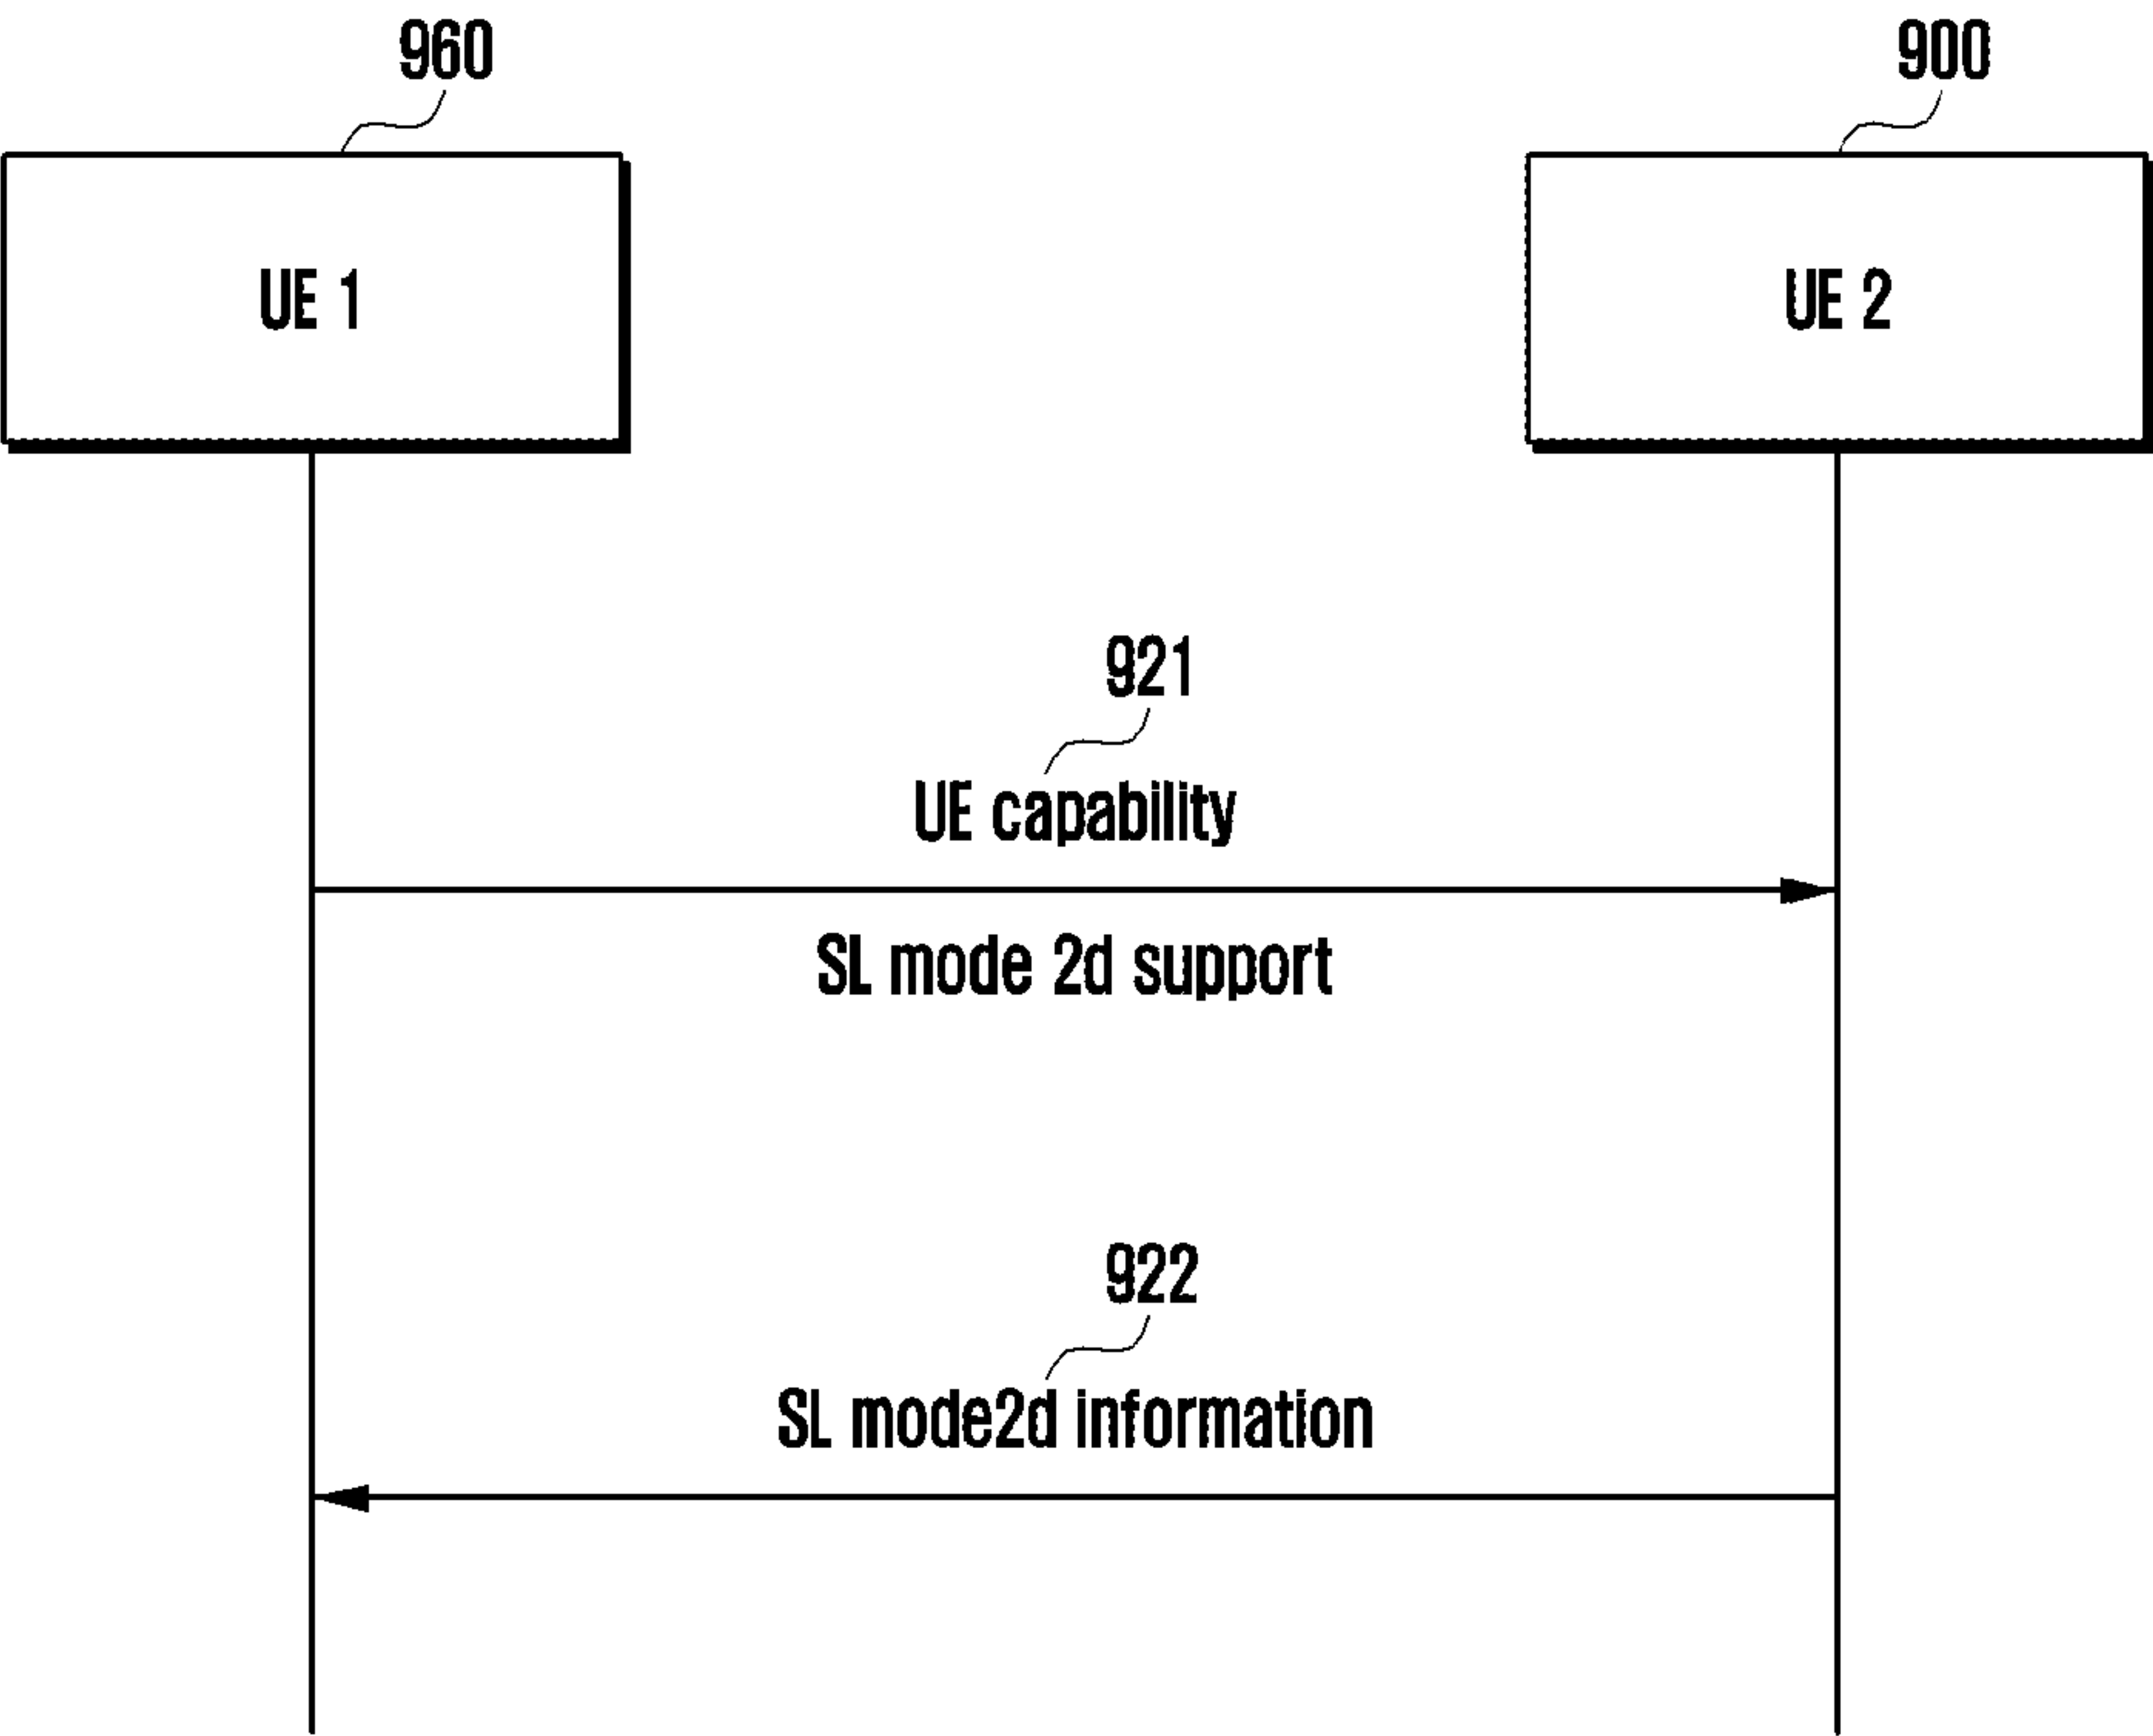 960
900
UE 1
UE 2
921
UE capability
SL mode 2d support
922
SL mode2d information